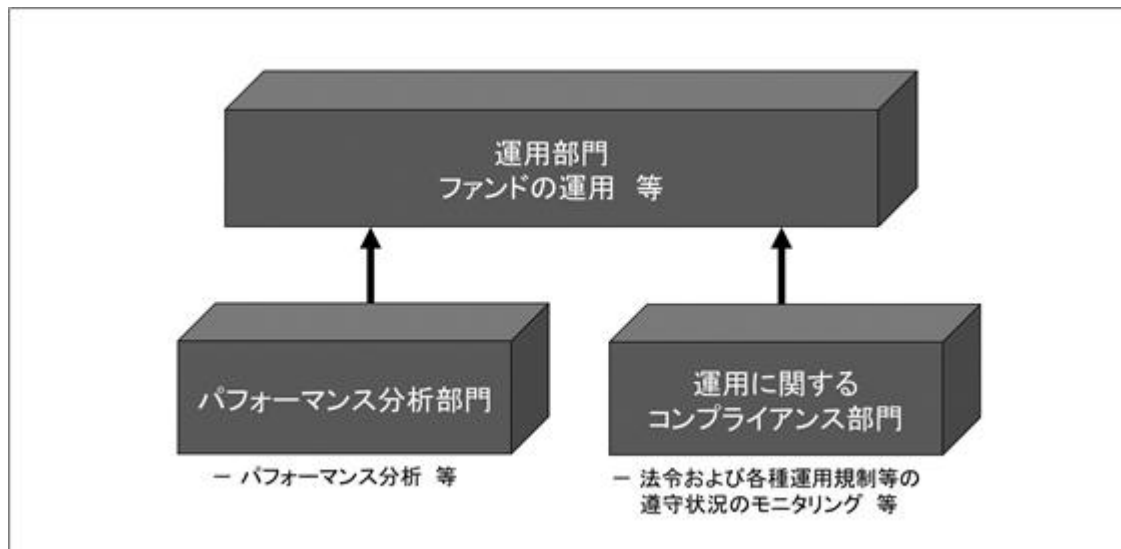 運用部門
ファンドの運用 等
パフォーマンス分析部門
－ パフォーマンス分析 等
運用に関する
コンプライアンス部門
－ 法令および各種運用規制等の
遵守状況のモニタリング 等